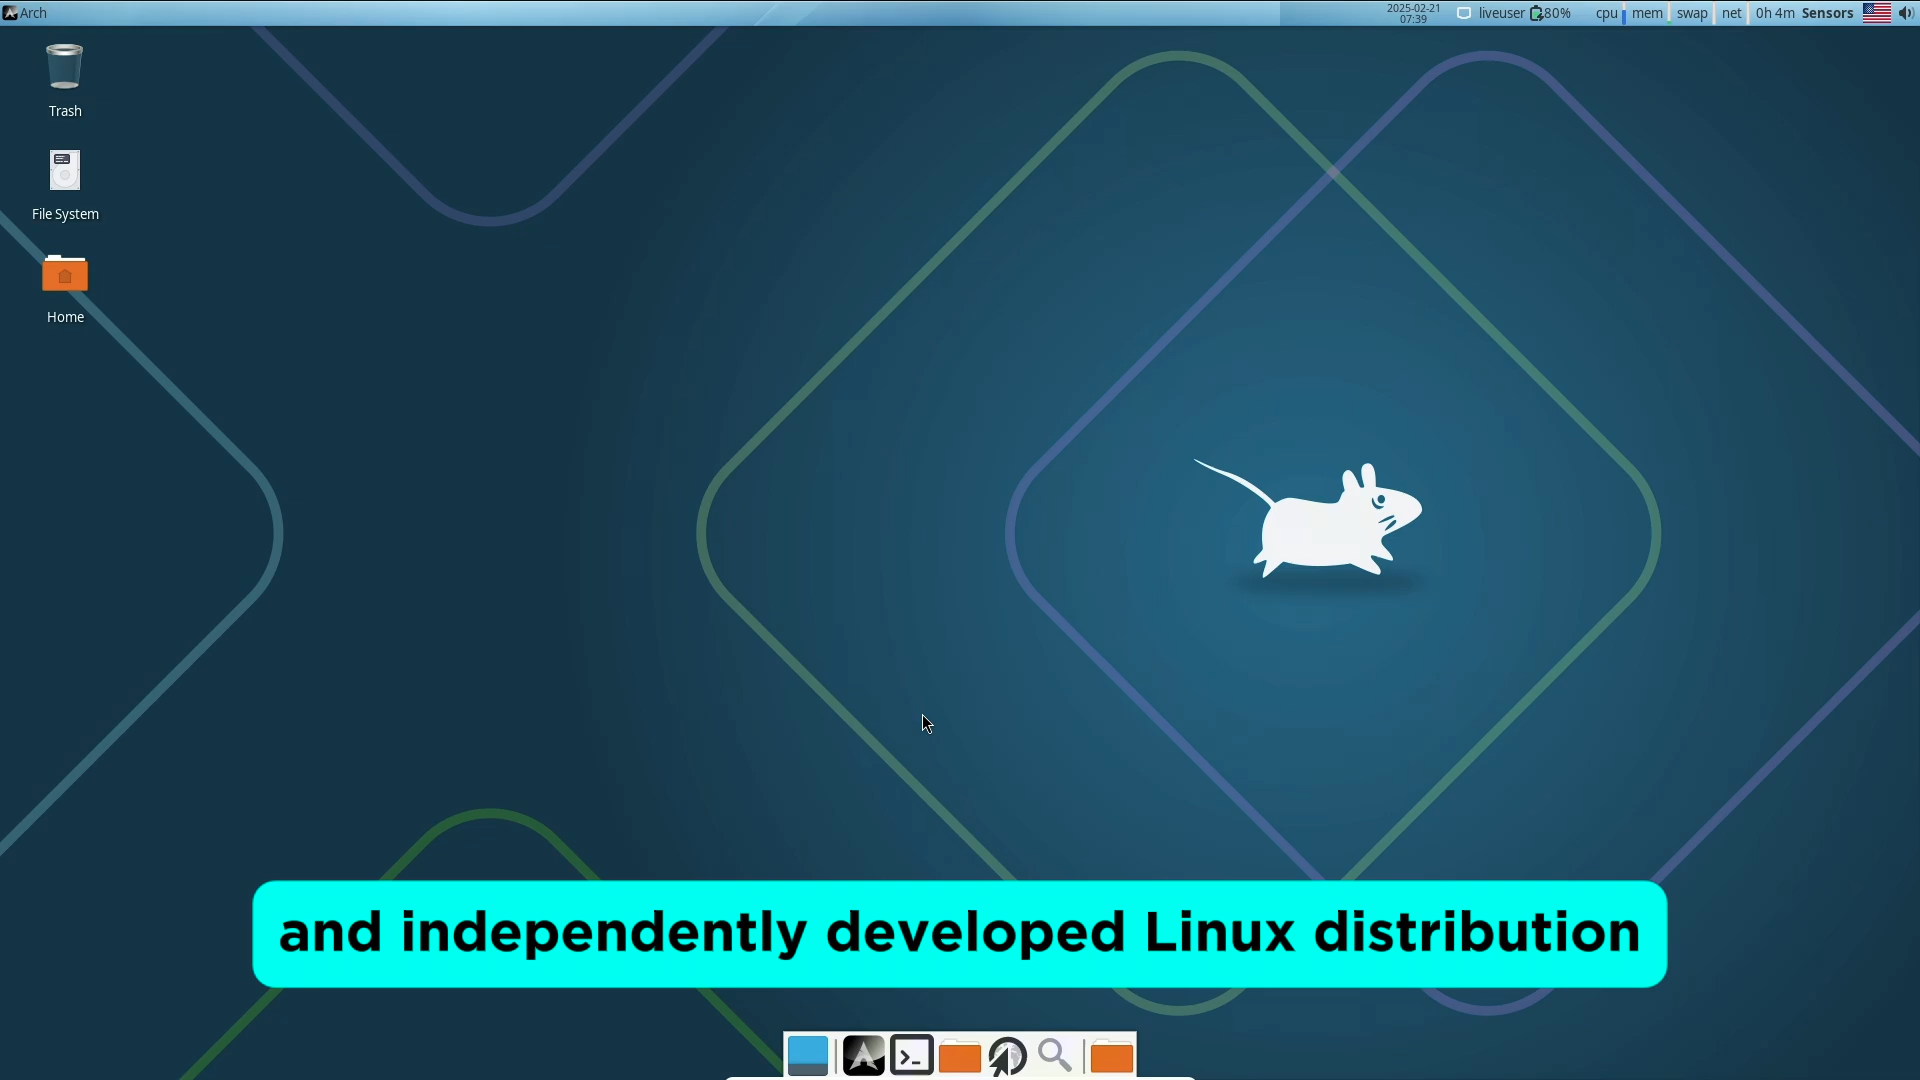 Arch
2025-02-21
07:39
liveuser
80%
cpu
mem
swap
net
0h 4m
Sensors
Trash
File System
Home
and independently developed Linux distribution